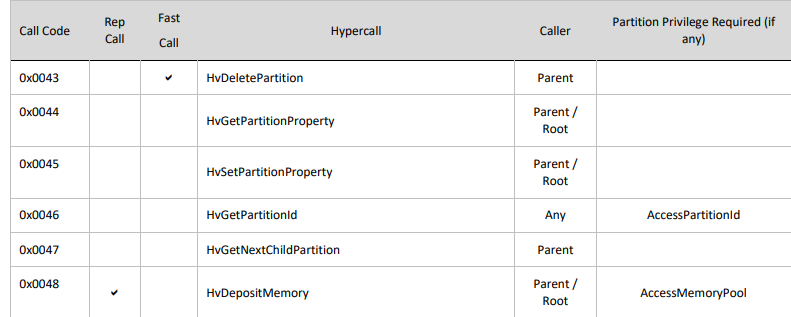 Call Code Rep Call Fast Call Hypercall Caller Partition Privilege Required (if any)
0x0043 ✔ HvDeletePartition Parent
0x0044 HvGetPartitionProperty Parent / Root
0x0045 HvSetPartitionProperty Parent / Root
0x0046 HvGetPartitionId Any AccessPartitionId
0x0047 HvGetNextChildPartition Parent
0x0048 ✔ HvDepositMemory Parent / Root AccessMemoryPool